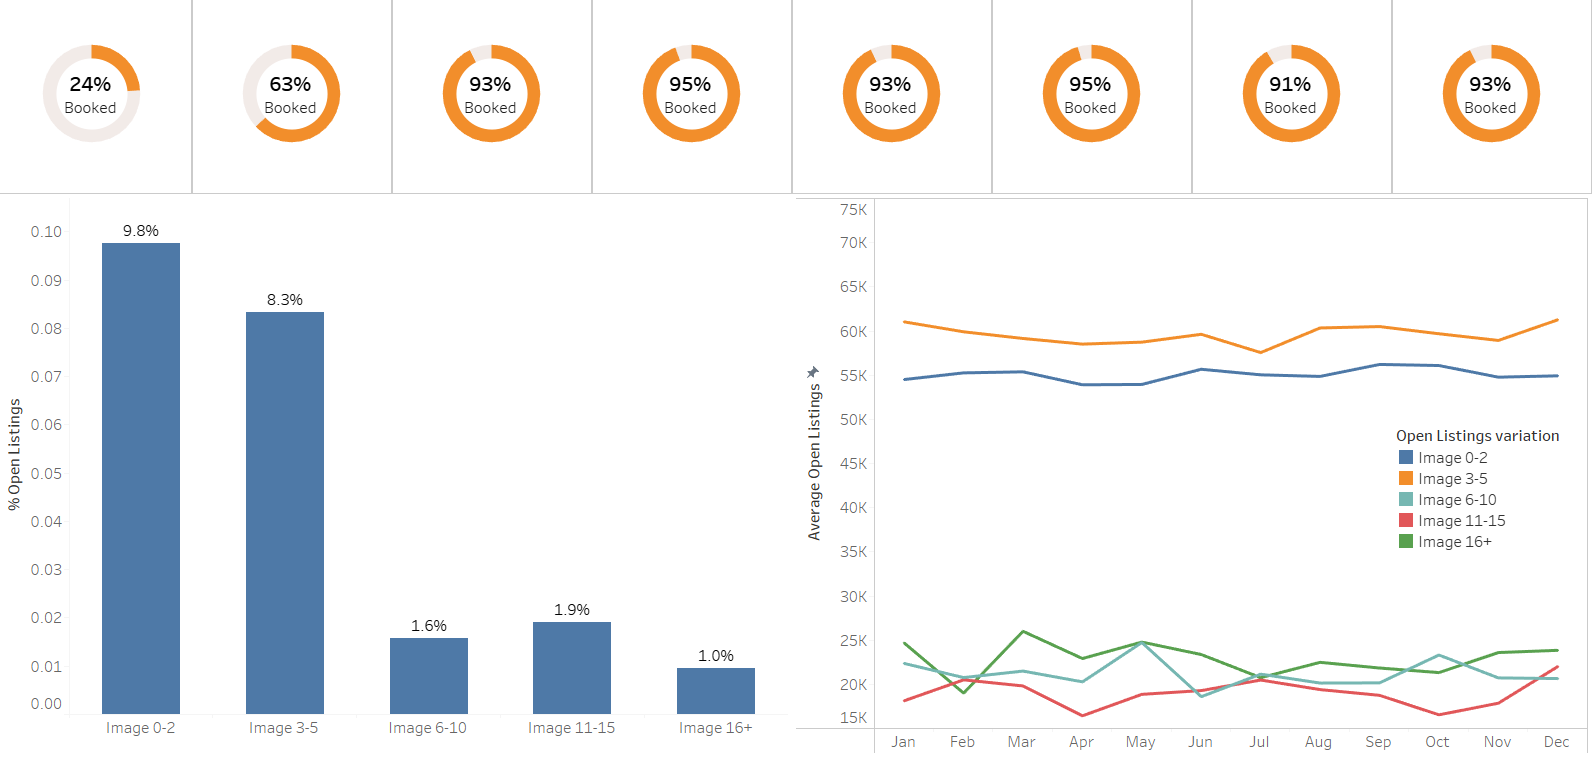 24%
Booked
63%
Booked
93%
Booked
95%
Booked
93%
Booked
95%
Booked
91%
Booked
93%
Booked
% Open Listings
0.10
0.09
0.08
0.07
0.06
0.05
0.04
0.03
0.02
0.01
0.00
9.8%
8.3%
1.6%
1.9%
1.0%
Image 0-2
Image 3-5
Image 6-10
Image 11-15
Image 16+
Average Open Listings
75K
70K
65K
60K
55K
50K
45K
40K
35K
30K
25K
20K
15K
Open Listings variation
Image 0-2
Image 3-5
Image 6-10
Image 11-15
Image 16+
Jan
Feb
Mar
Apr
May
Jun
Jul
Aug
Sep
Oct
Nov
Dec